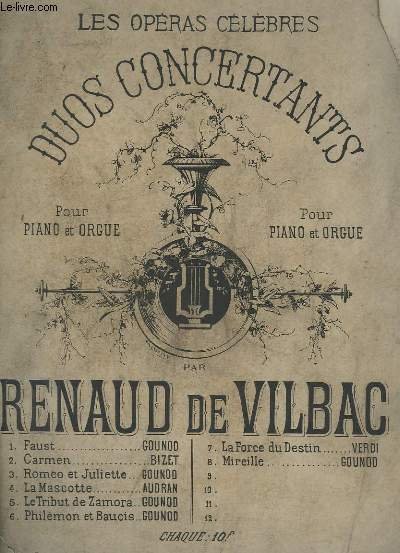 Le-livre.com
LES OPÉRAS CÉLÈBRES
DUOS CONCERTANTS
Pour
PIANO et ORGUE
Pour
PIANO et ORGUE
PAR
RENAUD DE VILBAC
1. Faust............GOUNOD
2. Carmen............BIZET
3. Romeo et Juliette..GOUNOD
4. La Mascotte........AUDRAN
5. Le Tribut de Zamora..GOUNOD
6. Philémon et Baucis..GOUNOD
7. La Force du Destin......VERDI
8. Mireille............GOUNOD
9.
10.
11.
12.
CHAQUE: 10f